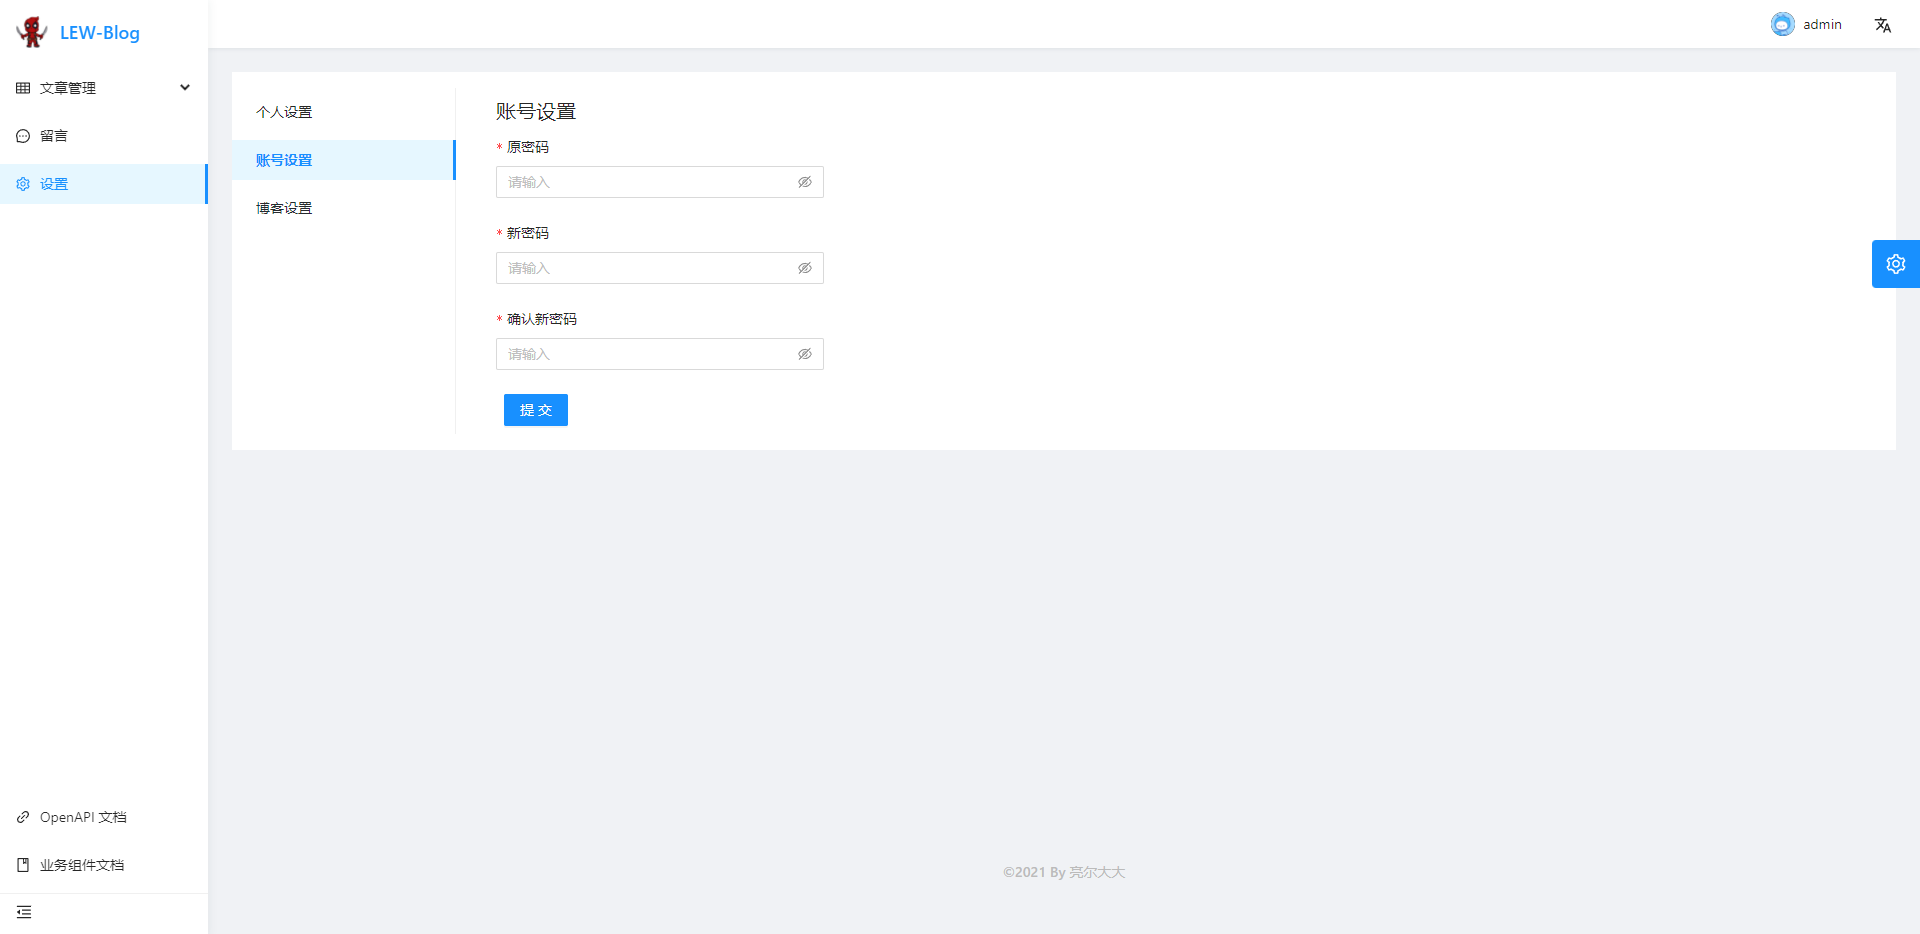 LEW-Blog
admin
文章管理
留言
设置
OpenAPI 文档
业务组件文档
个人设置
账号设置
博客设置
账号设置
* 原密码
请输入
* 新密码
请输入
* 确认新密码
请输入
提 交
©2021 By 亮尔大大